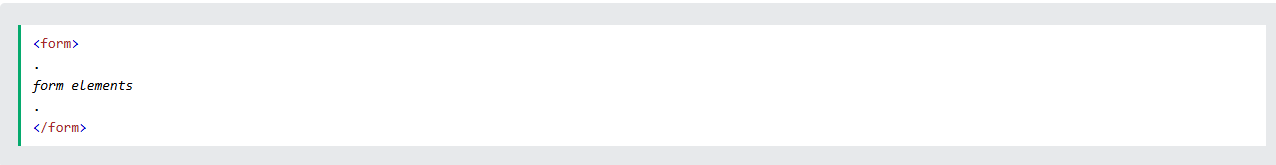 <form>
.
form elements
.
</form>